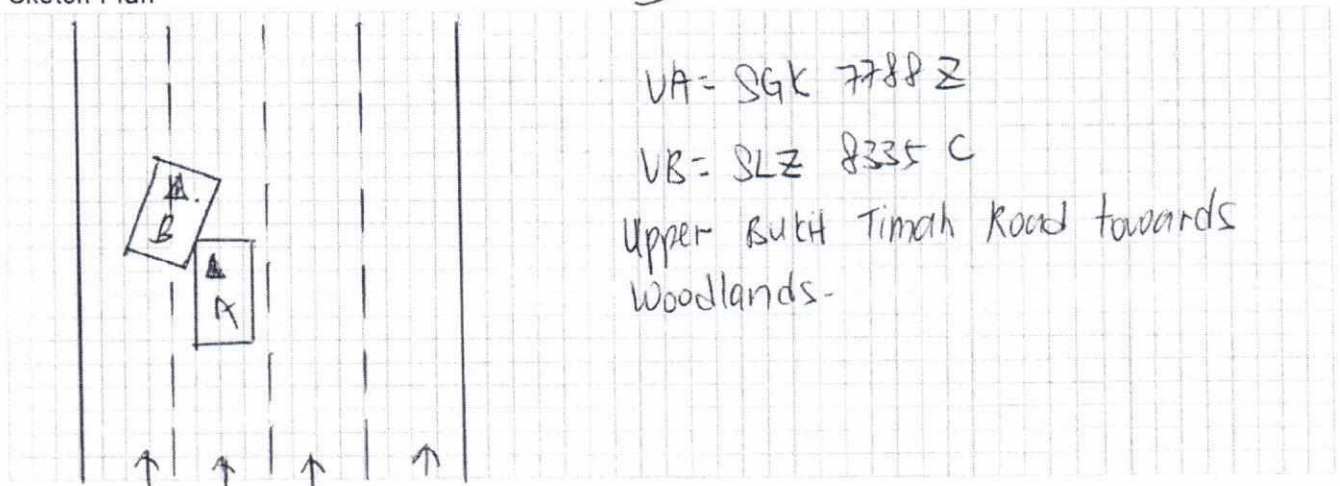 Sketch Plan
VA= SGK 7788 Z
VB= SLZ 8335 C
Upper Bukit Timah Road towards
Woodlands-
B
A